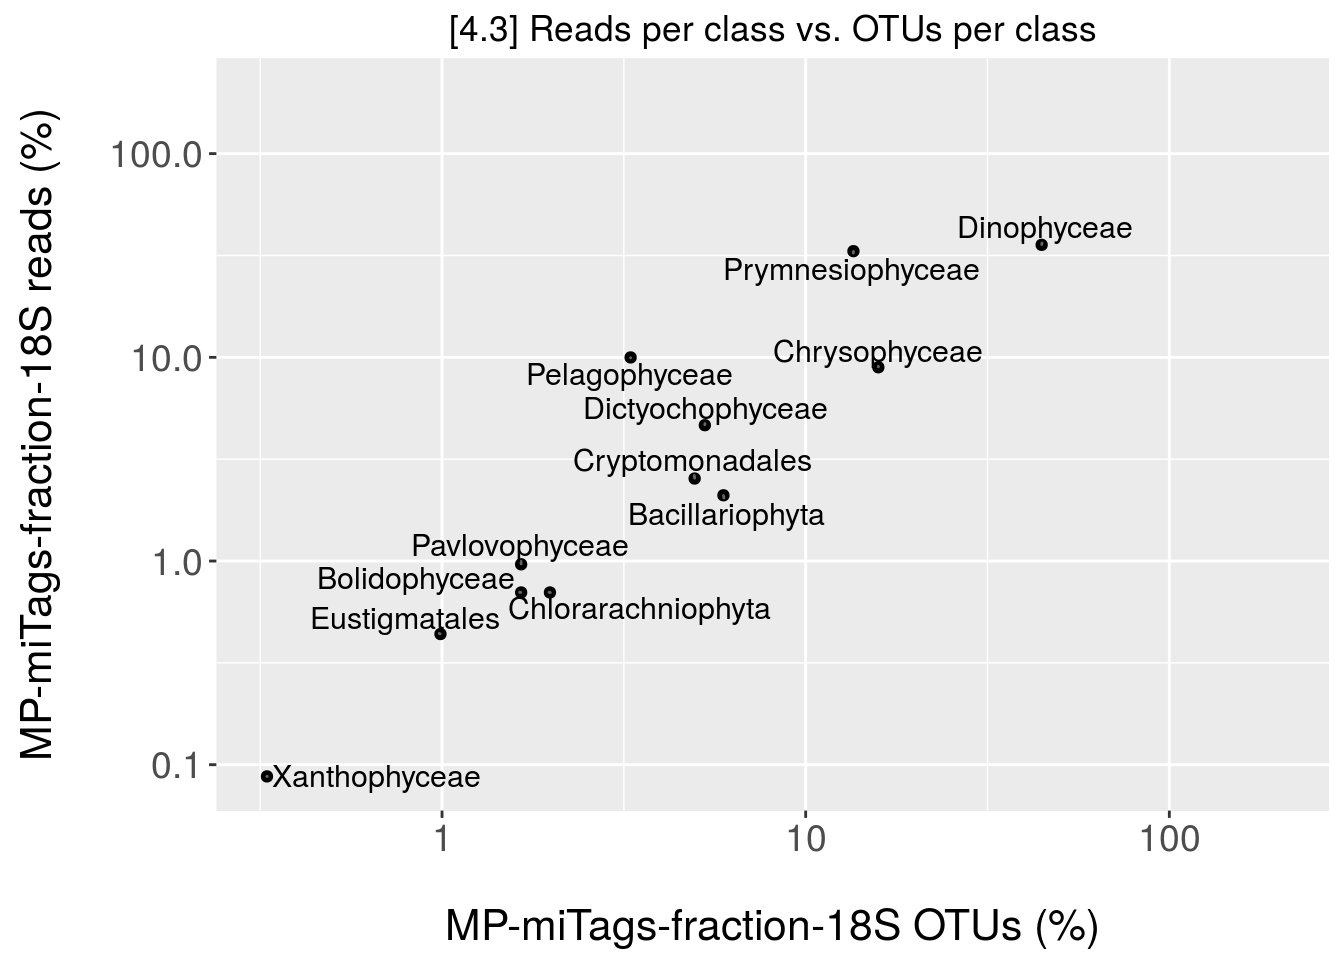 [4.3] Reads per class vs. OTUs per class
MP-miTags-fraction-18S reads (%)
100.0
10.0
1.0
0.1
Dinophyceae
Prymnesiophyceae
Chrysophyceae
Pelagophyceae
Dictyochophyceae
Cryptomonadales
Bacillariophyta
Pavlovophyceae
Bolidophyceae
Chlorarachniophyta
Eustigmatales
Xanthophyceae
1
10
100
MP-miTags-fraction-18S OTUs (%)